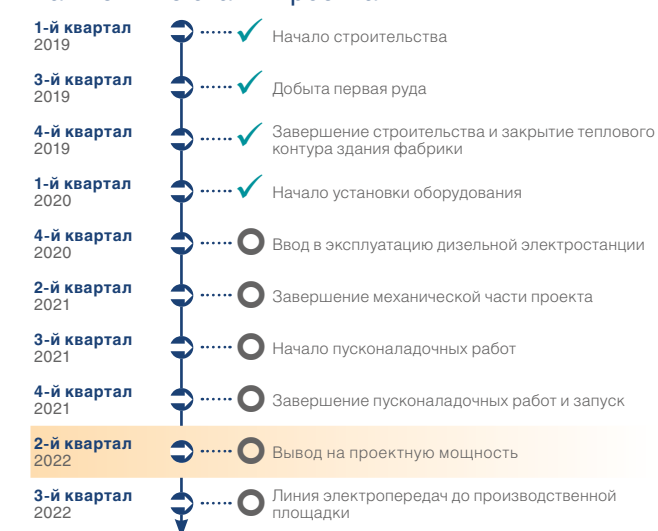 1-й квартал
2019
Начало строительства
3-й квартал
2019
Добыта первая руда
4-й квартал
2019
Завершение строительства и закрытие теплового
контура здания фабрики
1-й квартал
2020
Начало установки оборудования
4-й квартал
2020
Ввод в эксплуатацию дизельной электростанции
2-й квартал
2021
Завершение механической части проекта
3-й квартал
2021
Начало пусконаладочных работ
4-й квартал
2021
Завершение пусконаладочных работ и запуск
2-й квартал
2022
Вывод на проектную мощность
3-й квартал
2022
Линия электропередач до производственной
площадки